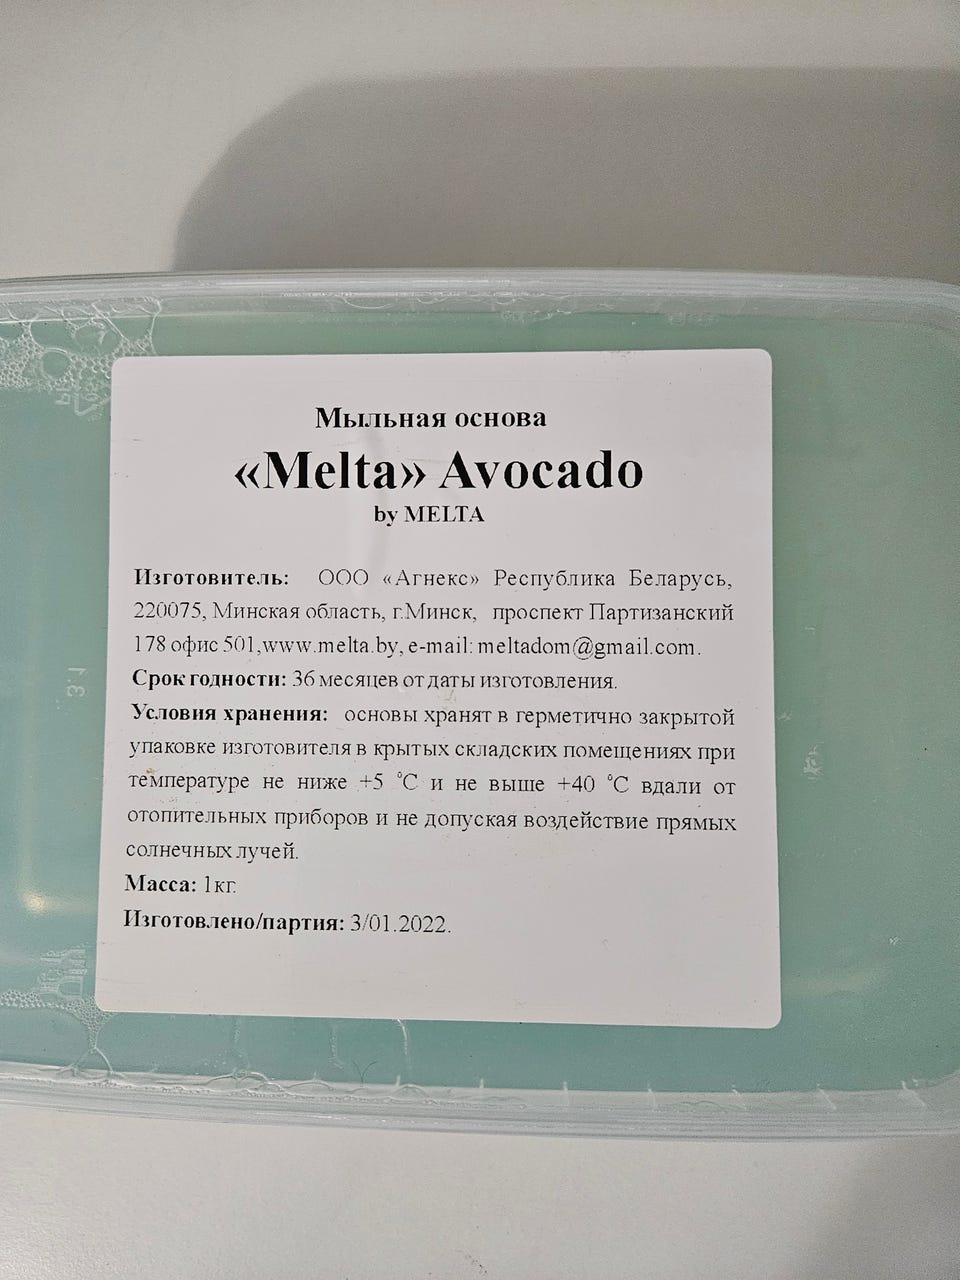 Мыльная основа
«Melta» Avocado
by MELTA
Изготовитель: ООО «Агнекс» Республика Беларусь,
220075, Минская область, г.Минск, проспект Партизанский
178 офис 501,www.melta.by, e-mail: meltadom@gmail.com.
Срок годности: 36 месяцев от даты изготовления.
Условия хранения: основы хранят в герметично закрытой
упаковке изготовителя в крытых складских помещениях при
температуре не ниже +5 °С и не выше +40 °С вдали от
отопительных приборов и не допуская воздействие прямых
солнечных лучей.
Масса: 1кг.
Изготовлено/партия: 3/01.2022.